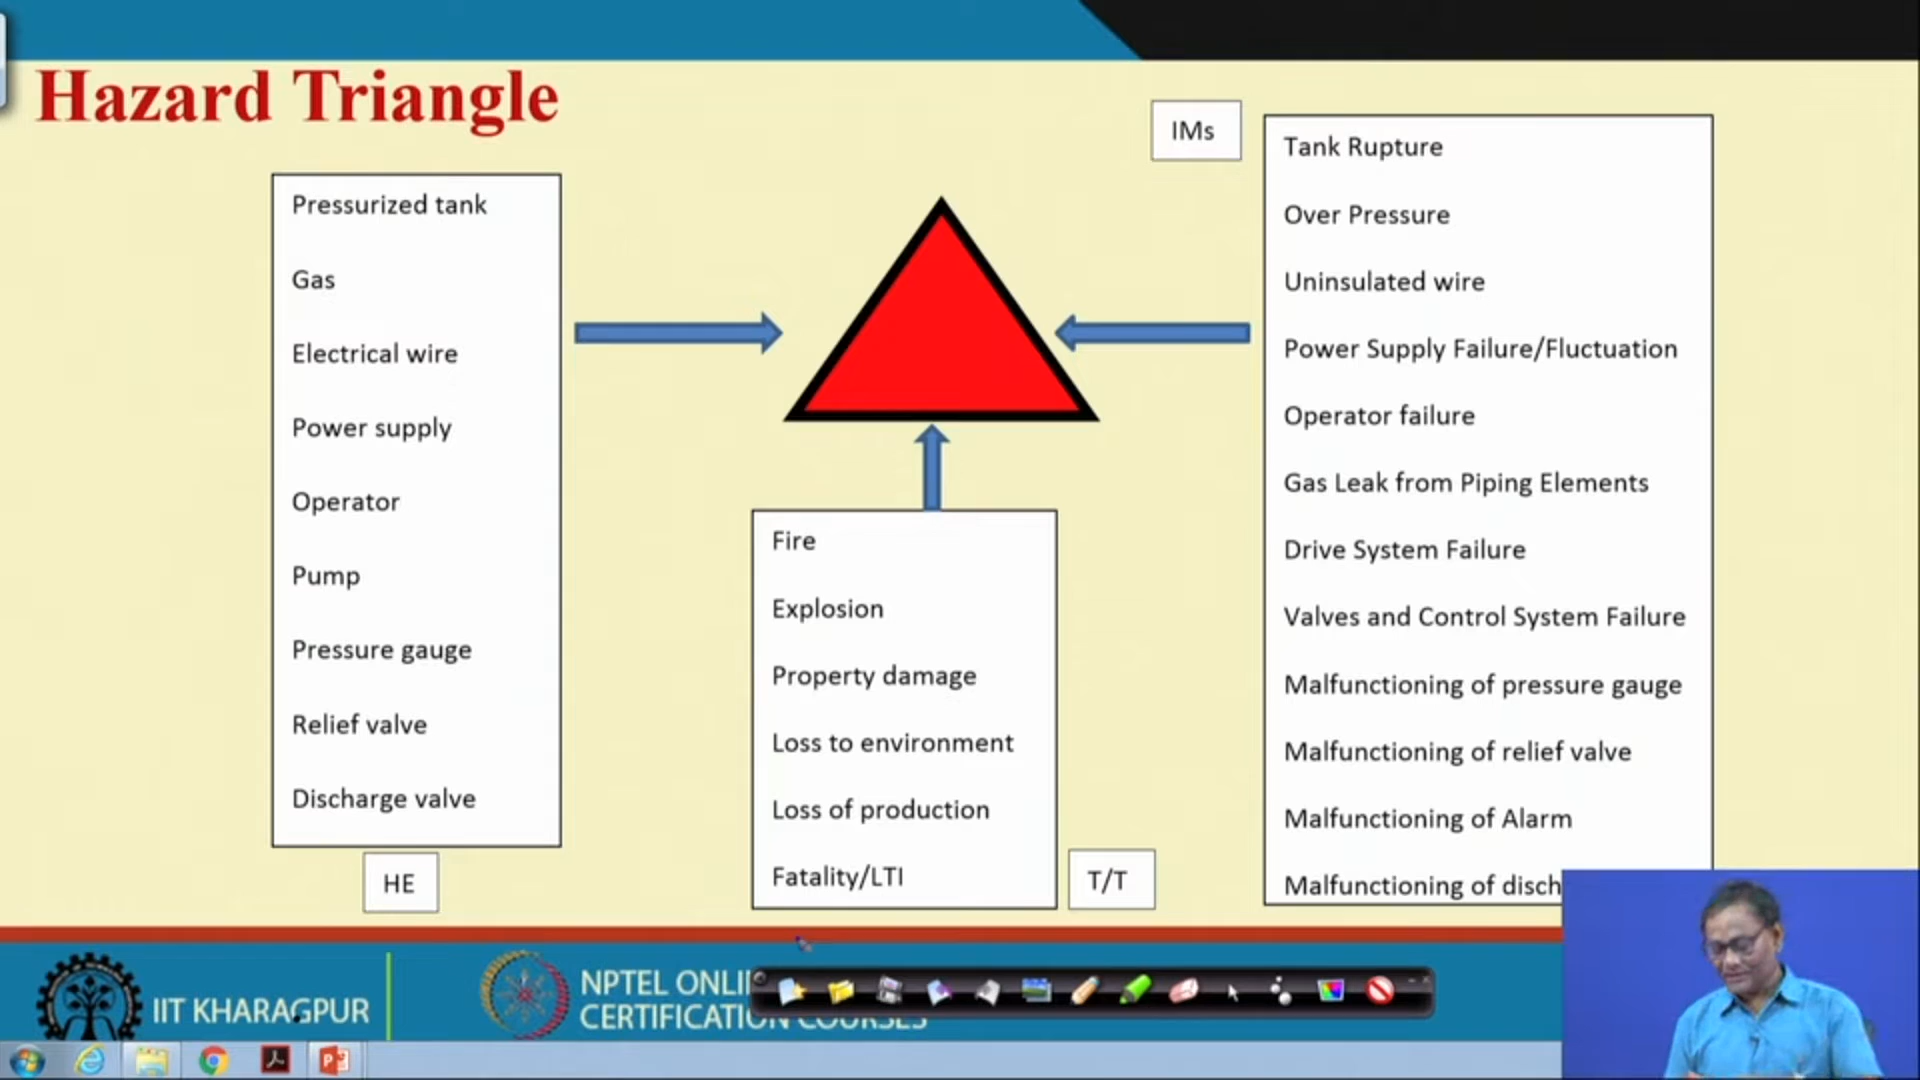 Hazard Triangle
Pressurized tank
Gas
Electrical wire
Power supply
Operator
Pump
Pressure gauge
Relief valve
Discharge valve
HE
Fire
Explosion
Property damage
Loss to environment
Loss of production
Fatality/LTI
T/T
IMs
Tank Rupture
Over Pressure
Uninsulated wire
Power Supply Failure/Fluctuation
Operator failure
Gas Leak from Piping Elements
Drive System Failure
Valves and Control System Failure
Malfunctioning of pressure gauge
Malfunctioning of relief valve
Malfunctioning of Alarm
Malfunctioning of disch
IIT KHARAGPUR
NPTEL ONLI
CERTIFICATION COURSES